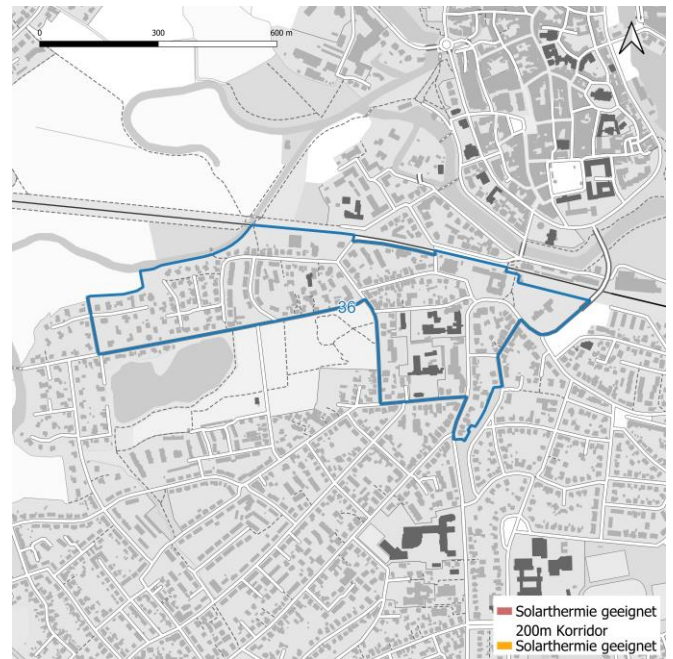 0 300 600 m
36
Solarthermie geeignet
200m Korridor
Solarthermie geeignet